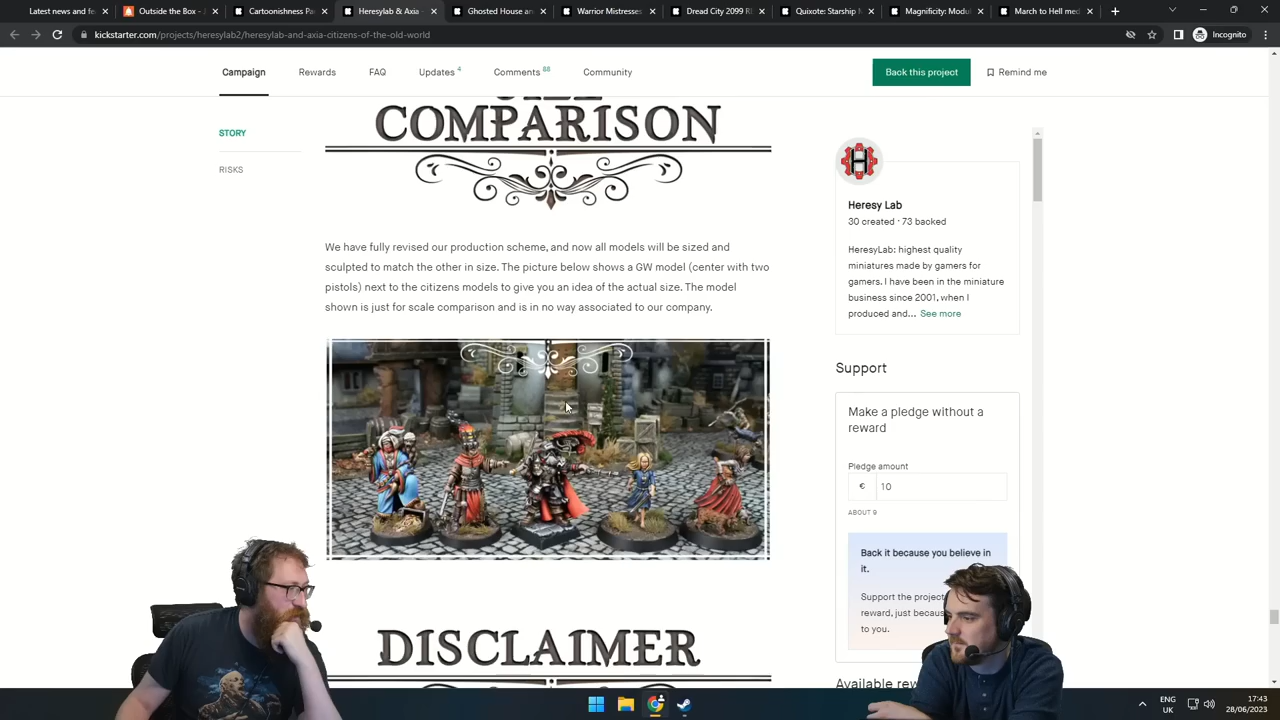 Latest news and fe
Outside the Box -
Cartoonishness Pa
Heresylab & Axia
Ghosted House an
Warrior Mistresses
Dread City 2099 R
Quixote: Starship
Magnificity: Modul
March to Hell med
kickstarter.com/projects/heresylab2/heresylab-and-axia-citizens-of-the-old-world
Incognito
Campaign
Rewards
FAQ
Updates 4
Comments 88
Community
Back this project
Remind me
STORY
RISKS
COMPARISON
We have fully revised our production scheme, and now all models will be sized and
sculpted to match the other in size. The picture below shows a GW model (center with two
pistols) next to the citizens models to give you an idea of the actual size. The model
shown is just for scale comparison and is in no way associated to our company.
DISCLAIMER
Heresy Lab
30 created · 73 backed
HeresyLab: highest quality
miniatures made by gamers for
gamers. I have been in the miniature
business since 2001, when I
produced and... See more
Support
Make a pledge without a
reward
Pledge amount
€ 10
ABOUT 9
Back it because you believe in
it.
Support the project
reward, just becaus
to you.
Available rew
ENG
UK
17:43
28/06/2023